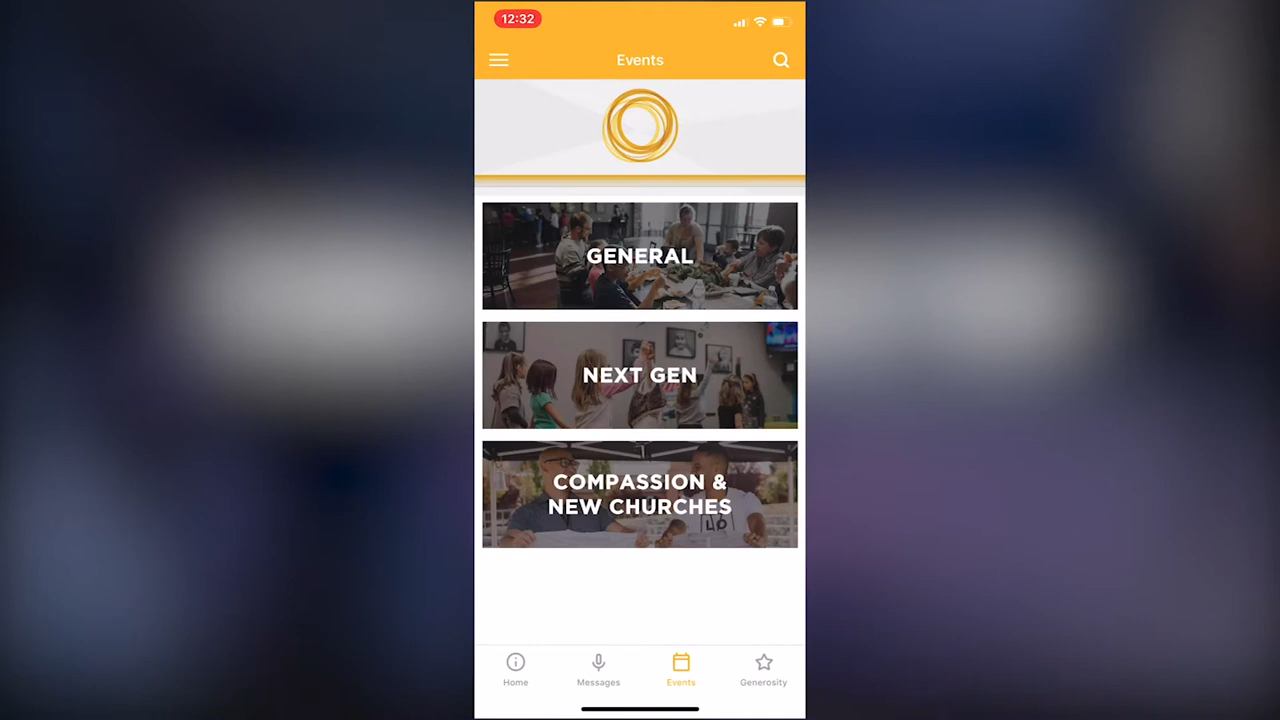 12:32
Events
GENERAL
NEXT GEN
COMPASSION &
NEW CHURCHES
Home
Messages
Events
Generosity